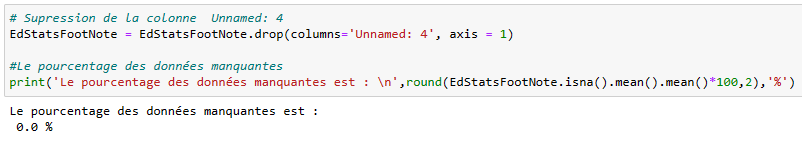 # Supression de la colonne  Unnamed: 4
EdStatsFootNote = EdStatsFootNote.drop(columns='Unnamed: 4', axis = 1)
#Le pourcentage des données manquantes
print('Le pourcentage des données manquantes est : \n',round(EdStatsFootNote.isna().mean().mean()*100,2),'%')
Le pourcentage des données manquantes est :
 0.0 %